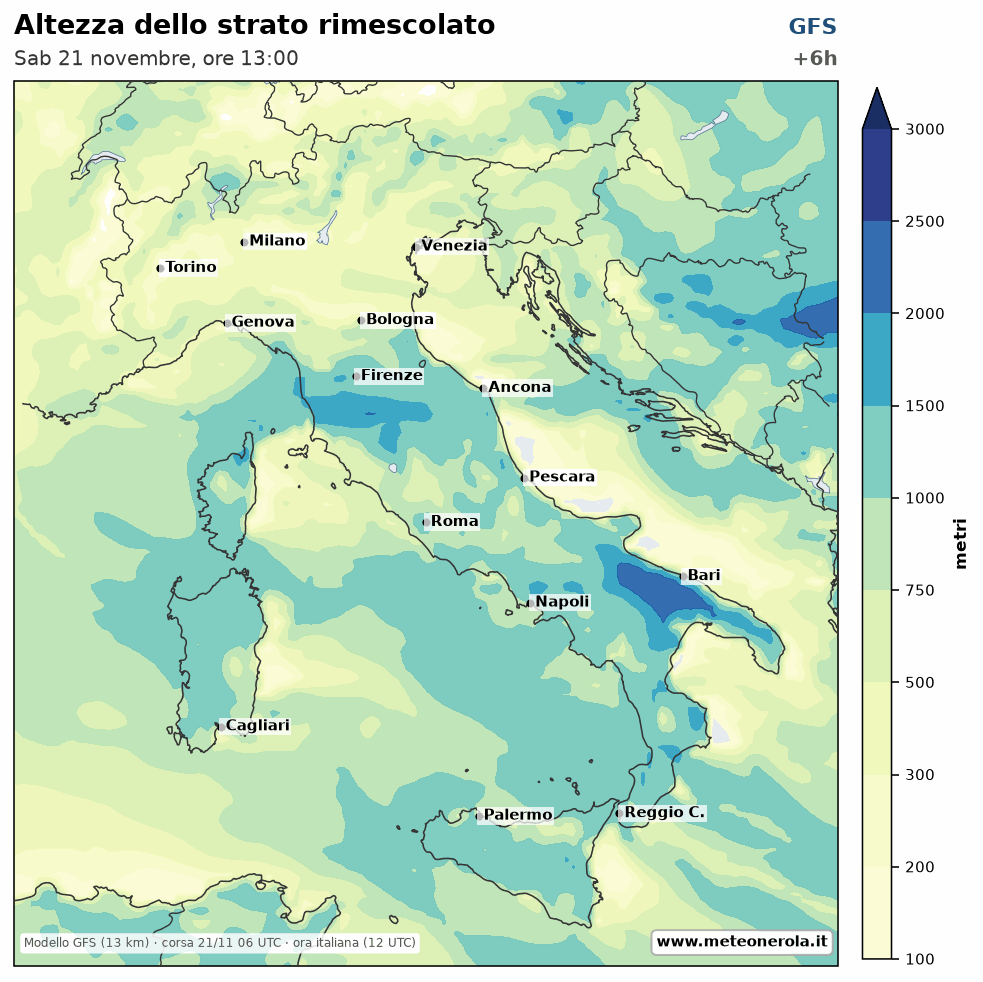 Altezza dello strato rimescolato
GFS
Sab 21 novembre, ore 13:00
+6h
3000
2500
2000
1500
1000
750
500
300
200
100
metri
Milano
Venezia
Torino
Genova
Bologna
Firenze
Ancona
Pescara
Roma
Bari
Napoli
Cagliari
Palermo
Reggio C.
Modello GFS (13 km) · corsa 21/11 06 UTC · ora italiana (12 UTC)
www.meteonerola.it